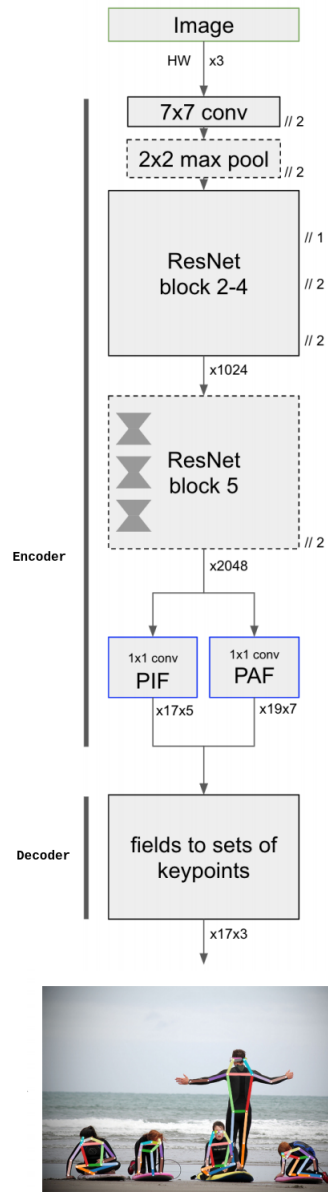 Image
HW x3
7x7 conv
// 2
2x2 max pool
// 2
ResNet
block 2-4
// 1
// 2
// 2
x1024
ResNet
block 5
// 2
Encoder
x2048
1x1 conv
PIF
1x1 conv
PAF
x17x5
x19x7
Decoder
fields to sets of
keypoints
x17x3